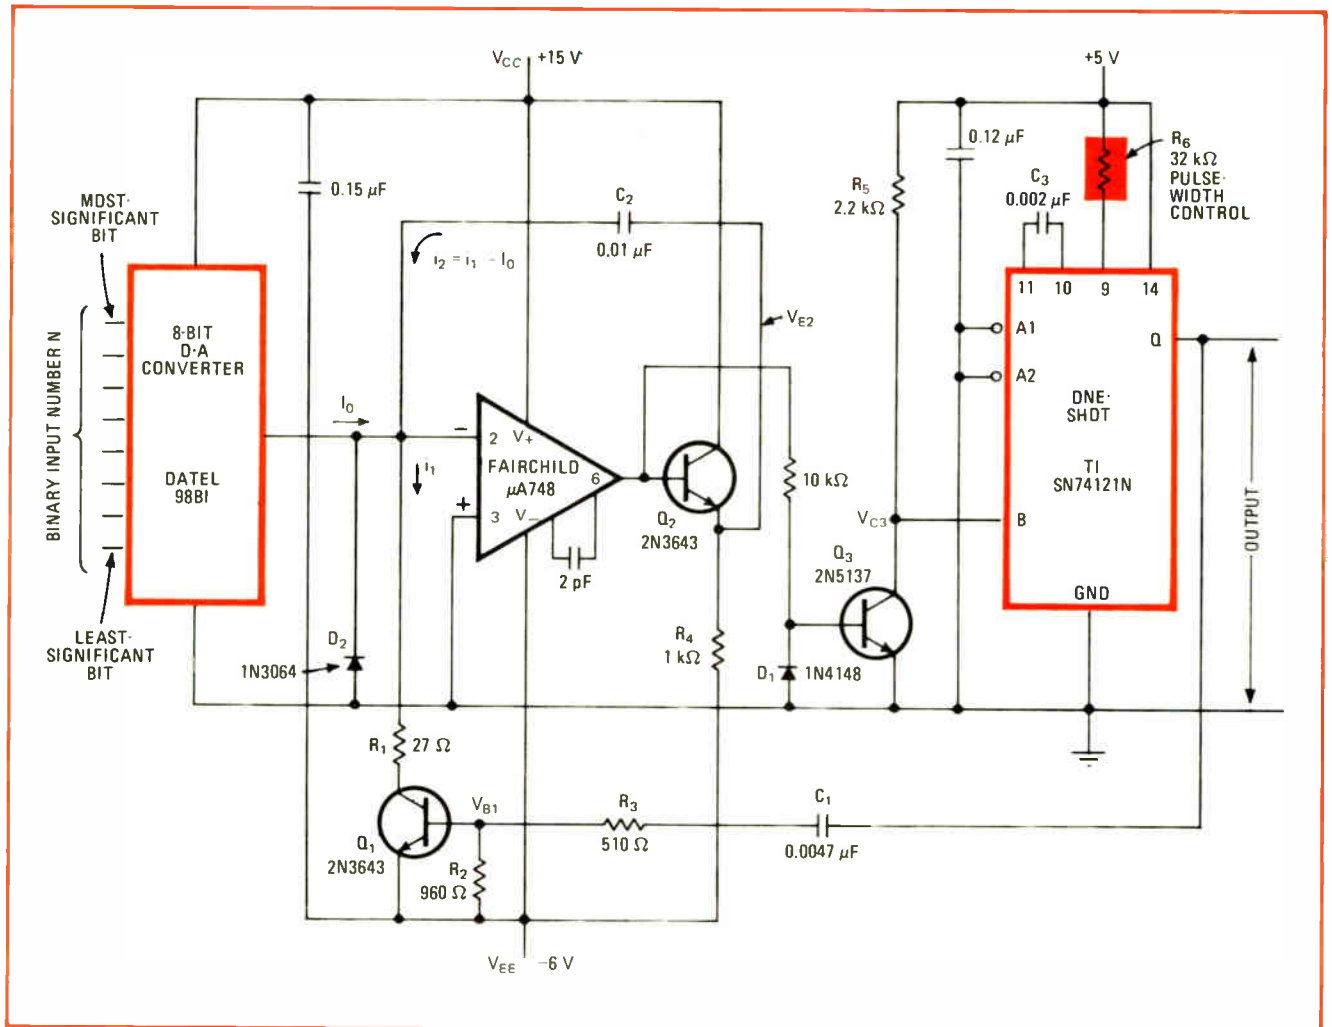 V_CC +15 V
+5 V
0.15 µF
C2
0.01 µF
i2 = i1 − I0
VE2
0.12 µF
R5
2.2 kΩ
C3
0.002 µF
R6
32 kΩ
PULSE-
WIDTH
CONTROL
MOST-
SIGNIFICANT
BIT
BINARY INPUT NUMBER N
8-BIT
D-A
CONVERTER
DATEL
98BI
LEAST-
SIGNIFICANT
BIT
I0
i1
−
2 V+
FAIRCHILD
µA748
6
+
3 V−
2 pF
Q2
2N3643
10 kΩ
VC3
Q3
2N5137
11 10 9 14
A1
A2
Q
ONE-
SHOT
TI
SN74121N
B
GND
OUTPUT
D2
1N3064
R4
1 kΩ
D1 1N4148
R1 27 Ω
Q1
2N3643
VB1
R2
960 Ω
R3
510 Ω
C1
0.0047 µF
VEE −6 V